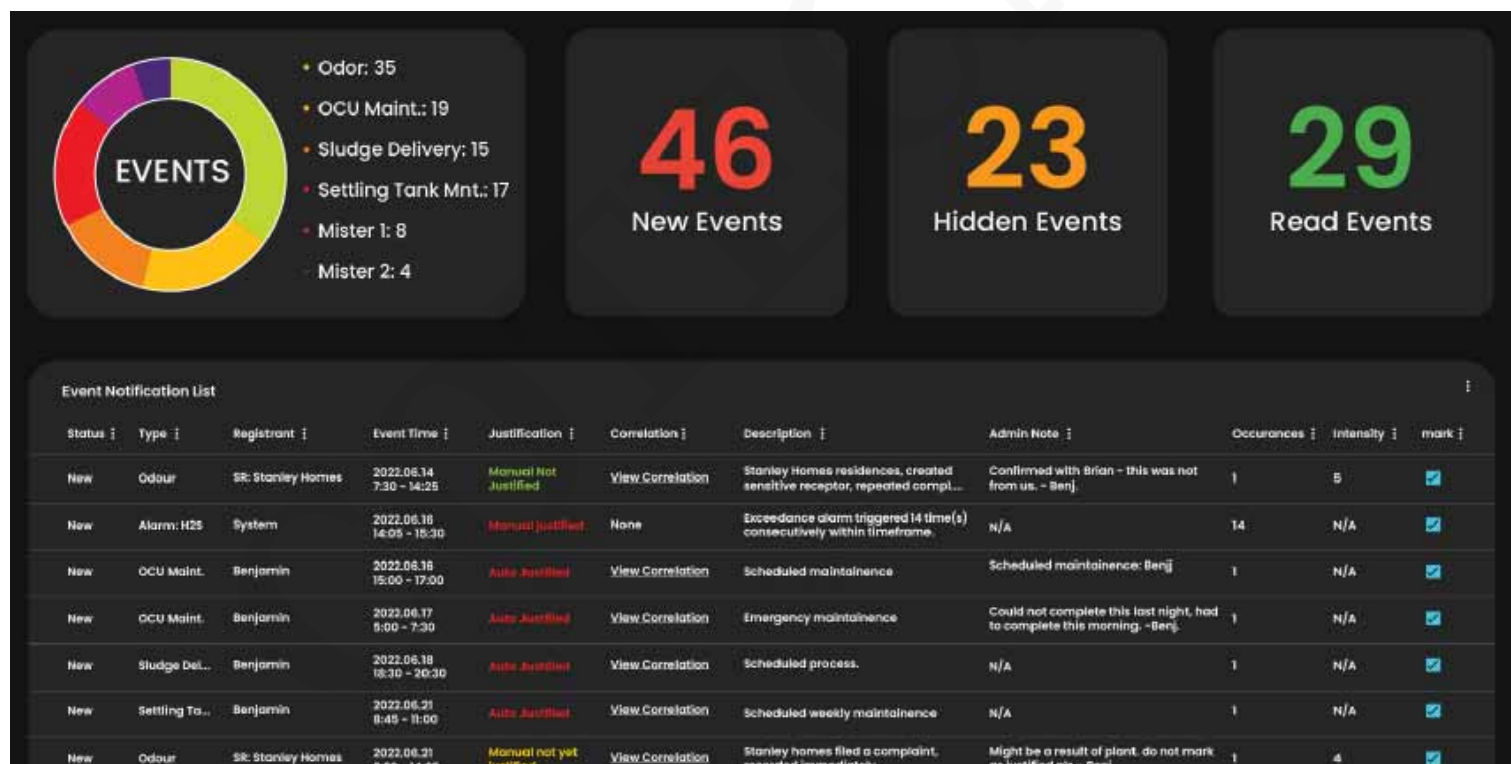 EVENTS
• Odor: 35
• OCU Maint.: 19
• Sludge Delivery: 15
• Settling Tank Mnt.: 17
• Mister 1: 8
Mister 2: 4
46
New Events
23
Hidden Events
29
Read Events
Event Notification List
Status Type Registrant Event Time Justification Correlation Description Admin Note Occurances Intensity mark
New Odour SR: Stanley Homes 2022.06.14 Manual Not View Correlation Stanley Homes residences, created Confirmed with Brian - this was not 1 5
7:30 - 14:25 Justified sensitive receptor, repeated compl... from us. - Benj.
New Alarm: H2S System 2022.06.16 Manual justified None Exceedance alarm triggered 14 time(s) N/A 14 N/A
14:05 - 15:30 consecutively within timeframe.
New OCU Maint. Benjamin 2022.06.16 Auto Justified View Correlation Scheduled maintainence Scheduled maintainence: Benjj 1 N/A
15:00 - 17:00
New OCU Maint. Benjamin 2022.06.17 Auto Justified View Correlation Emergency maintainence Could not complete this last night, had 1 N/A
5:00 - 7:30 to complete this morning. -Benj.
New Sludge Del... Benjamin 2022.06.18 Auto Justified View Correlation Scheduled process. N/A 1 N/A
18:30 - 20:30
New Settling Ta... Benjamin 2022.06.21 Auto Justified View Correlation Scheduled weekly maintainence N/A 1 N/A
8:45 - 11:00
New Odour SR: Stanley Homes 2022.06.21 Manual not yet View Correlation Stanley homes filed a complaint, Might be a result of plant. do not mark 1 4